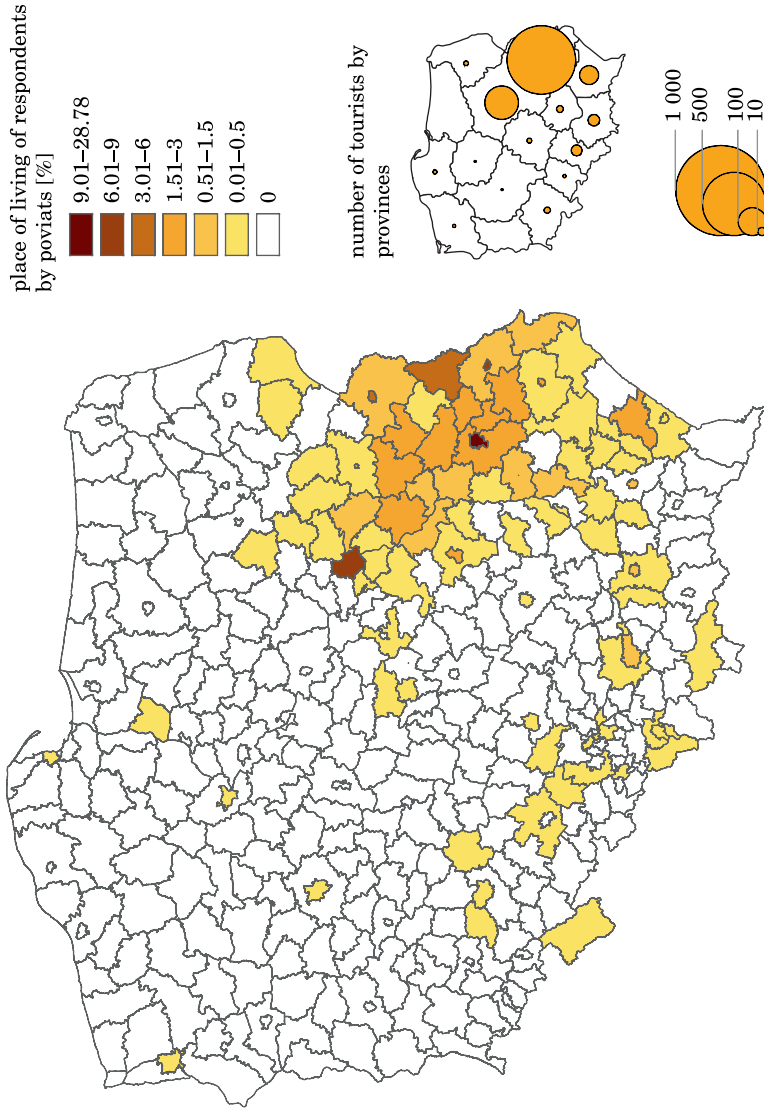 place of living of respondents
by poviats [%]
9.01–28.78
6.01–9
3.01–6
1.51–3
0.51–1.5
0.01–0.5
0
number of tourists by
provinces
1 000
500
100
10